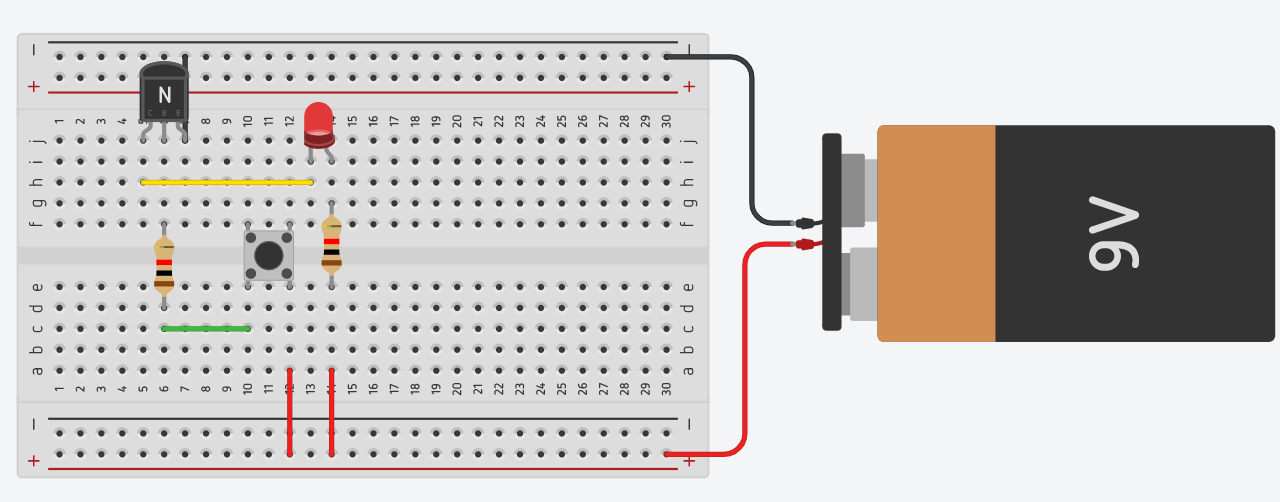 − −
+ +
N
C B E
1 2 3 4 5 8 9 10 11 12 14 15 16 17 18 19 20 21 22 23 24 25 26 27 28 29 30
j j
i i
h h
g g
f f
9V
e e
d d
c c
b b
a a
1 2 3 4 5 6 7 8 9 10 11 12 13 14 15 16 17 18 19 20 21 22 23 24 25 26 27 28 29 30
− −
+ +